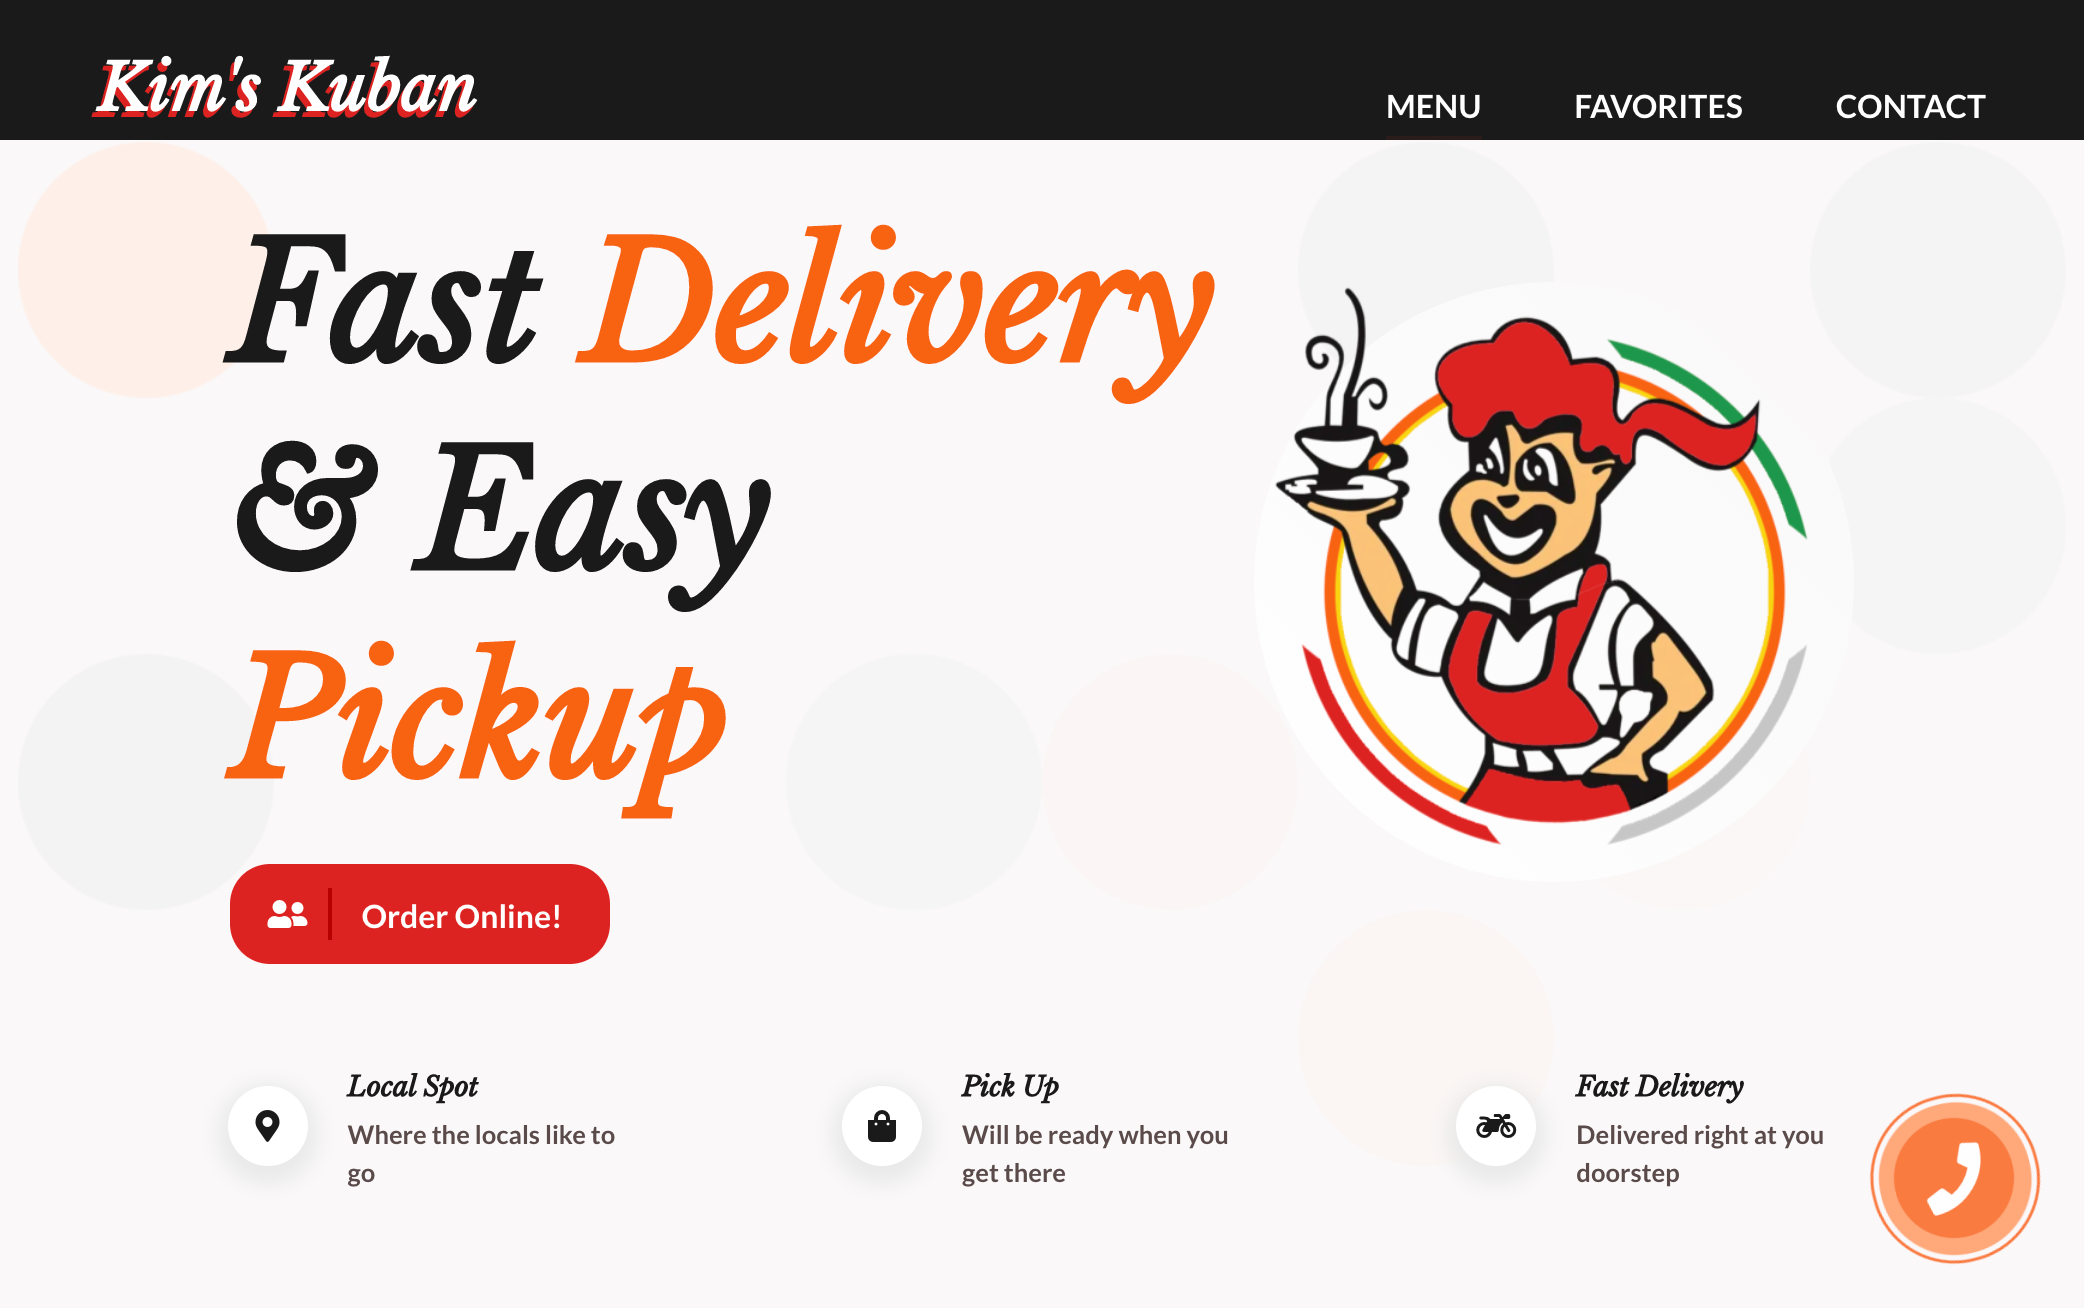 Kim's Kuban
MENU FAVORITES CONTACT
Fast Delivery
& Easy
Pickup
Order Online!
Local Spot
Where the locals like to
go
Pick Up
Will be ready when you
get there
Fast Delivery
Delivered right at you
doorstep